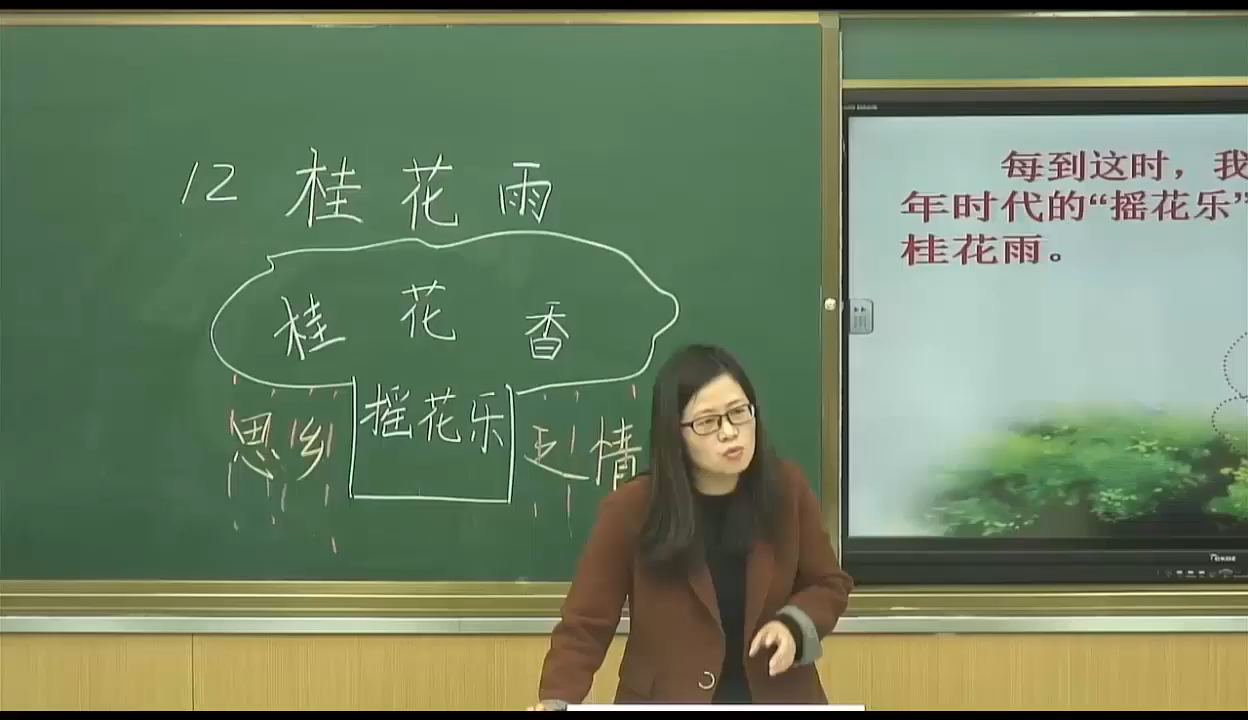 12 桂花雨
桂花香
摇花乐
思乡
之情
每到这时，我
年时代的“摇花乐”
桂花雨。